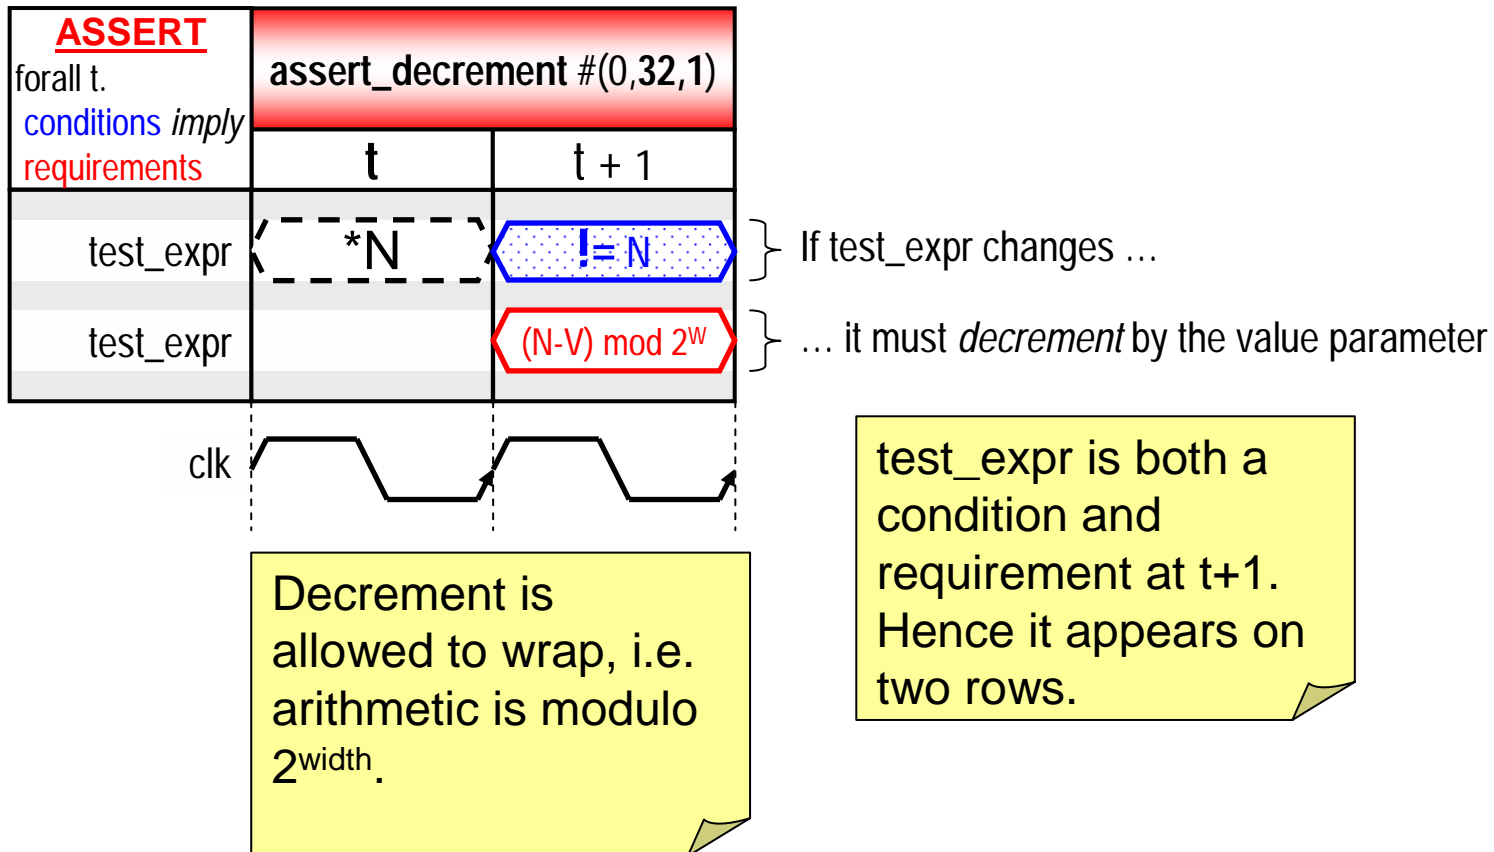 ASSERT
forall t.
conditions imply
requirements
assert_decrement #(0,32,1)
t
t + 1
test_expr
*N
!= N
If test_expr changes …
test_expr
(N-V) mod 2ᵂ
… it must decrement by the value parameter
clk
Decrement is
allowed to wrap, i.e.
arithmetic is modulo
2ʷⁱᵈᵗʰ.
test_expr is both a
condition and
requirement at t+1.
Hence it appears on
two rows.